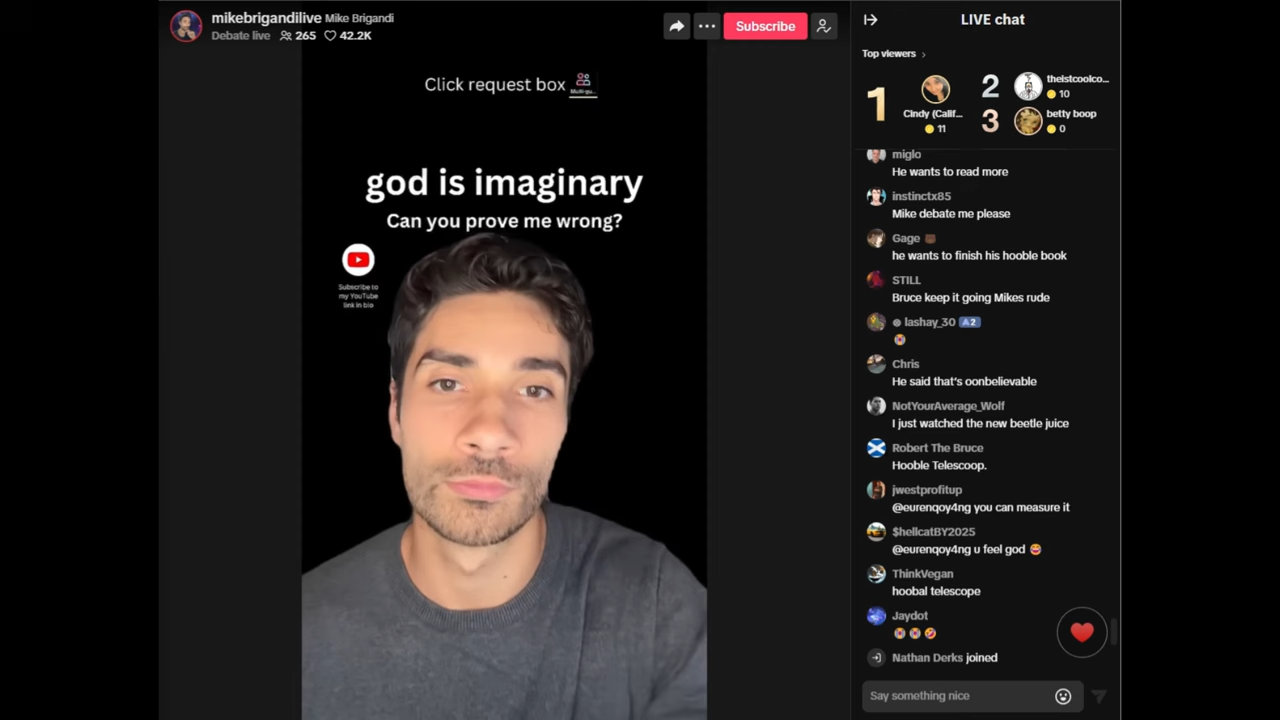 mikebrigandilive Mike Brigandi
Debate live 265 42.2K
Subscribe
Click request box
god is imaginary
Can you prove me wrong?
Subscribe to
my YouTube
link in bio
LIVE chat
Top viewers
1
Cindy (Calif...
11
2
theistcoolco...
10
3
betty boop
0
miglo
He wants to read more
instinctx85
Mike debate me please
Gage
he wants to finish his hooble book
STILL
Bruce keep it going Mikes rude
lashay_30 2
Chris
He said that's oonbelievable
NotYourAverage_Wolf
I just watched the new beetle juice
Robert The Bruce
Hooble Telescoop.
jwestprofitup
@eurenqoy4ng you can measure it
$hellcatBY2025
@eurenqoy4ng u feel god
ThinkVegan
hoobal telescope
Jaydot
Nathan Derks joined
Say something nice